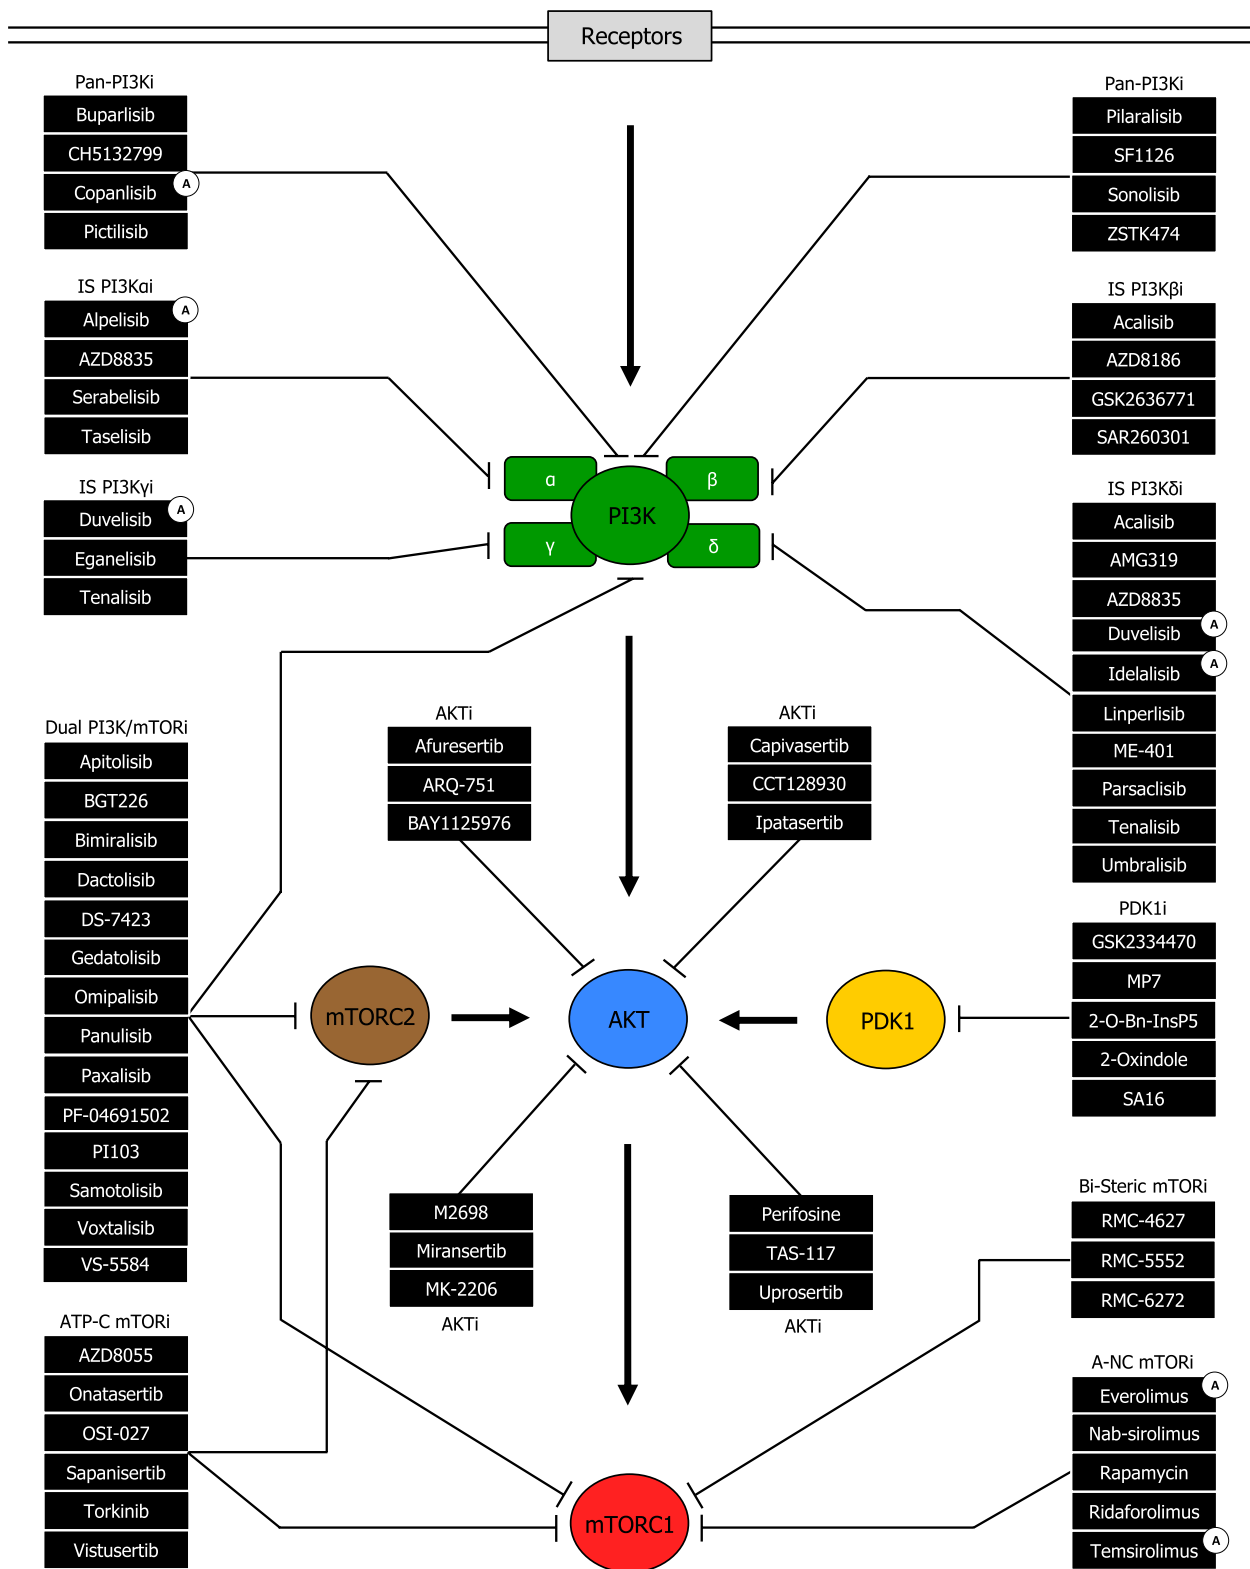 Receptors
Pan-PI3Ki
Buparlisib
CH5132799
Copanlisib
A
Pictilisib
Pan-PI3Ki
Pilaralisib
SF1126
Sonolisib
ZSTK474
IS PI3Kαi
Alpelisib
A
AZD8835
Serabelisib
Taselisib
IS PI3Kβi
Acalisib
AZD8186
GSK2636771
SAR260301
IS PI3Kγi
Duvelisib
A
Eganelisib
Tenalisib
α
β
PI3K
γ
δ
IS PI3Kδi
Acalisib
AMG319
AZD8835
Duvelisib
A
Idelalisib
A
Linperlisib
ME-401
Parsaclisib
Tenalisib
Umbralisib
Dual PI3K/mTORi
Apitolisib
BGT226
Bimiralisib
Dactolisib
DS-7423
Gedatolisib
Omipalisib
Panulisib
Paxalisib
PF-04691502
PI103
Samotolisib
Voxtalisib
VS-5584
AKTi
Afuresertib
ARQ-751
BAY1125976
AKTi
Capivasertib
CCT128930
Ipatasertib
mTORC2
AKT
PDK1
PDK1i
GSK2334470
MP7
2-O-Bn-InsP5
2-Oxindole
SA16
M2698
Miransertib
MK-2206
AKTi
Perifosine
TAS-117
Uprosertib
AKTi
Bi-Steric mTORi
RMC-4627
RMC-5552
RMC-6272
ATP-C mTORi
AZD8055
Onatasertib
OSI-027
Sapanisertib
Torkinib
Vistusertib
mTORC1
A-NC mTORi
Everolimus
A
Nab-sirolimus
Rapamycin
Ridaforolimus
Temsirolimus
A